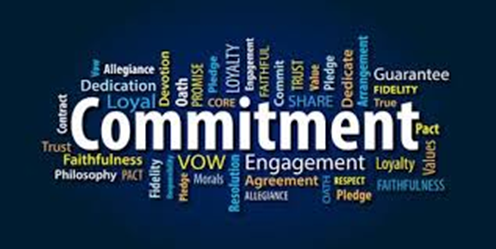 Vow
Allegiance
Devotion
Oath
PROMISE
Pledge
LOYALTY
Engagement
FAITHFUL
Commit
TRUST
Value
Pledge
Dedicate
Arrangement
Guarantee
Dedication
FIDELITY
Contract
Loyal
CORE
SHARE
True
Commitment
Pact
Trust
Faithfulness
VOW
Engagement
Loyalty
Values
Philosophy
PACT
Fidelity
Responsibility
Pledge
Morals
Resolution
Agreement
ALLEGIANCE
OATH
RESPECT
Pledge
FAITHFULNESS